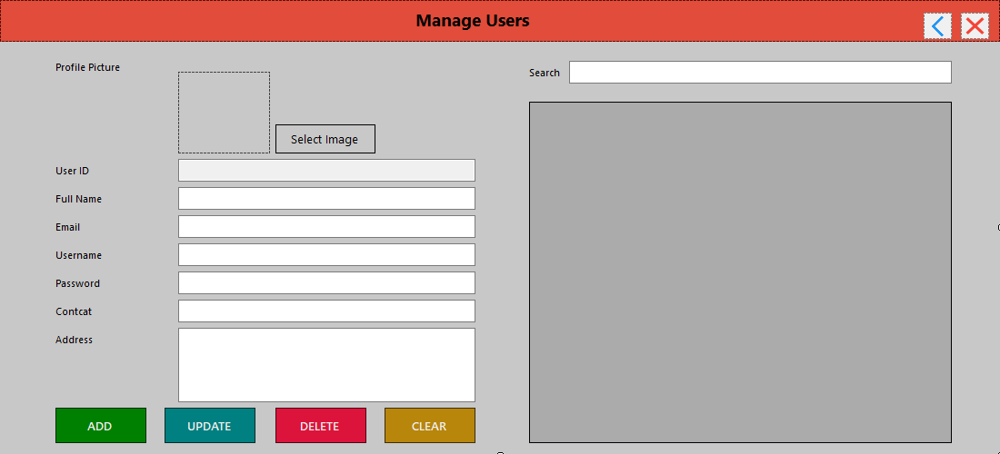 Manage Users
Profile Picture
Select Image
User ID
Full Name
Email
Username
Password
Contcat
Address
ADD
UPDATE
DELETE
CLEAR
Search